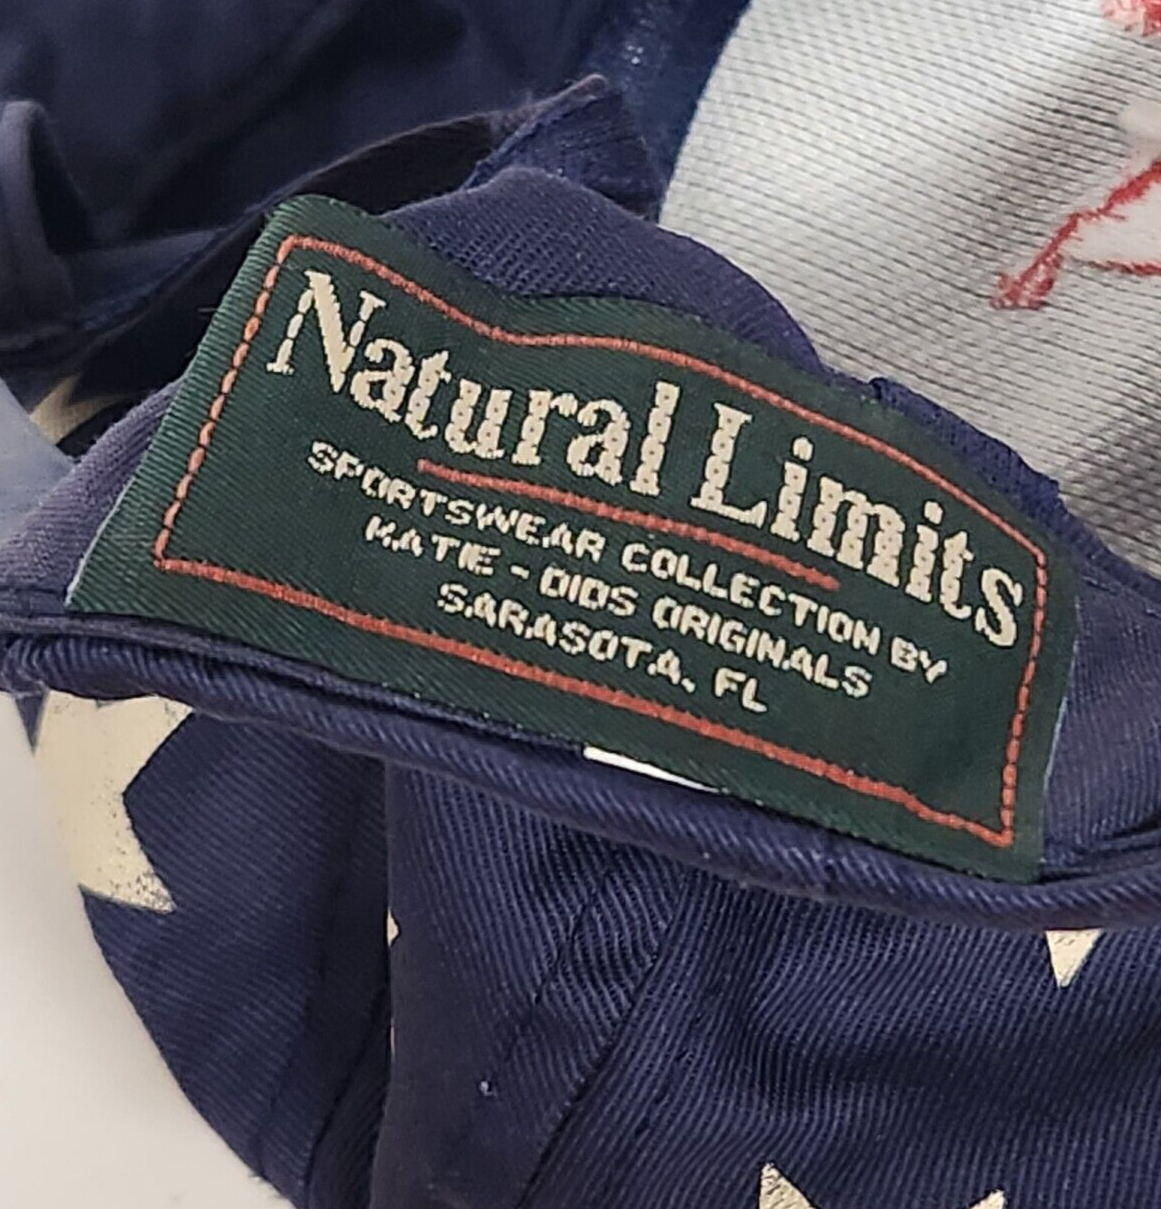 Natural Limits
SPORTSWEAR COLLECTION BY
KATIE - DIDS ORIGINALS
SARASOTA, FL